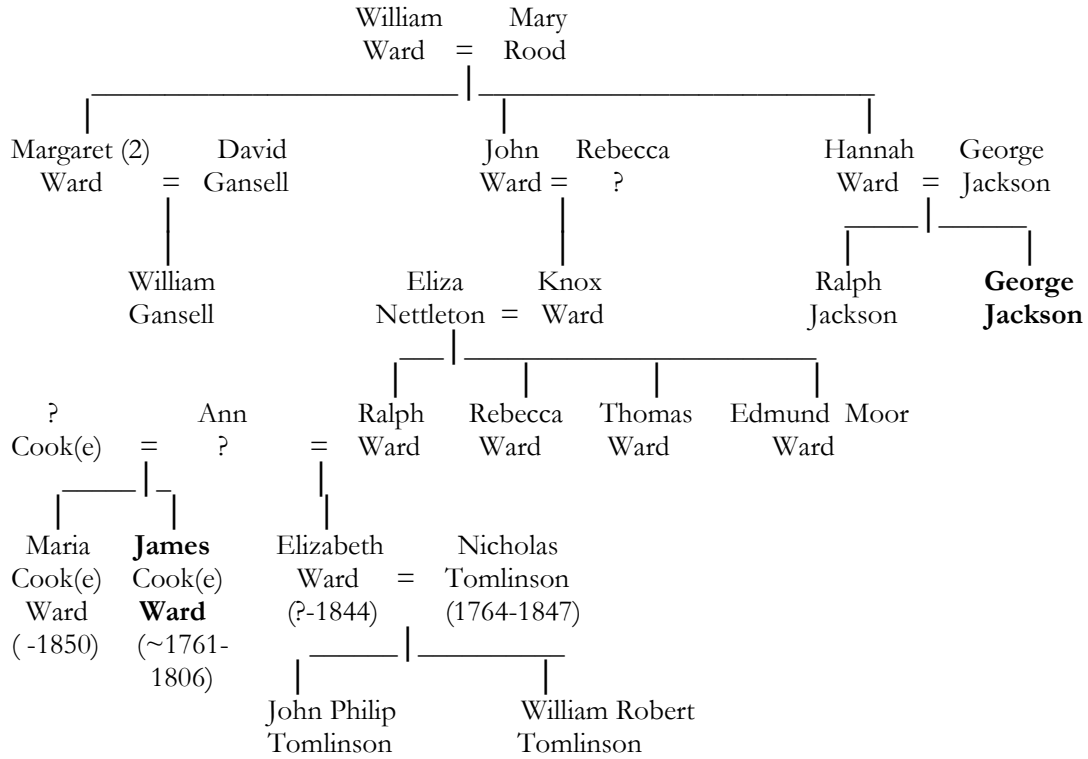 William Mary
Ward = Rood
Margaret (2) David John Rebecca Hannah George
Ward = Gansell Ward = ? Ward = Jackson
William Eliza Knox Ralph George
Gansell Nettleton = Ward Jackson Jackson
? Ann Ralph Rebecca Thomas Edmund Moor
Cook(e) = ? = Ward Ward Ward Ward
Maria James Elizabeth Nicholas
Cook(e) Cook(e) Ward = Tomlinson
Ward Ward (?-1844) (1764-1847)
( -1850) (~1761-
1806)
John Philip William Robert
Tomlinson Tomlinson